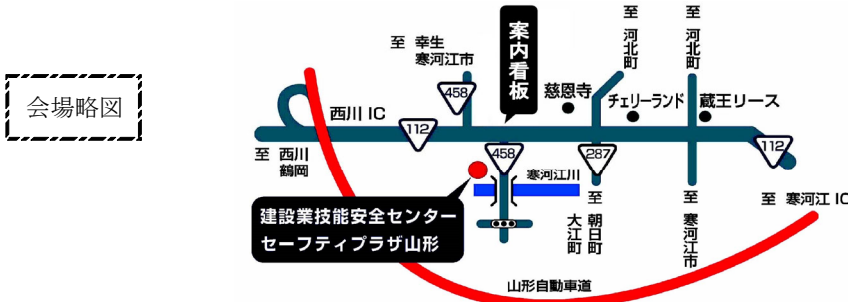 会場略図
至 幸生
寒河江市
458
案内看板
至 河北町
至 河北町
慈恩寺
チェリーランド
蔵王リース
西川 IC
112
至 西川
鶴岡
458
287
112
寒河江川
至 寒河江 IC
至 朝日町
大江町
至 寒河江市
建設業技能安全センター
セーフティプラザ山形
山形自動車道